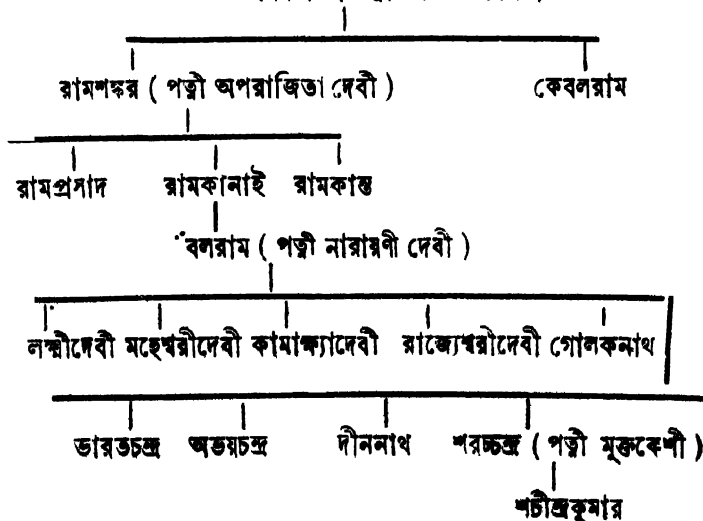 রামশঙ্কর ( পত্নী অপরাজিতা দেবী ) কেবলরাম
রামপ্রসাদ রামকানাই রামকান্ত
বলরাম ( পত্নী নারায়ণী দেবী )
লক্ষ্মীদেবী মহেশ্বরীদেবী কামাক্ষ্যাদেবী রাজ্যেশ্বরীদেবী গোলকনাথ
ভারতচন্দ্র অভয়চন্দ্র দীননাথ শরচ্চন্দ্র ( পত্নী মুক্তকেশী )
শচীন্দ্রকুমার